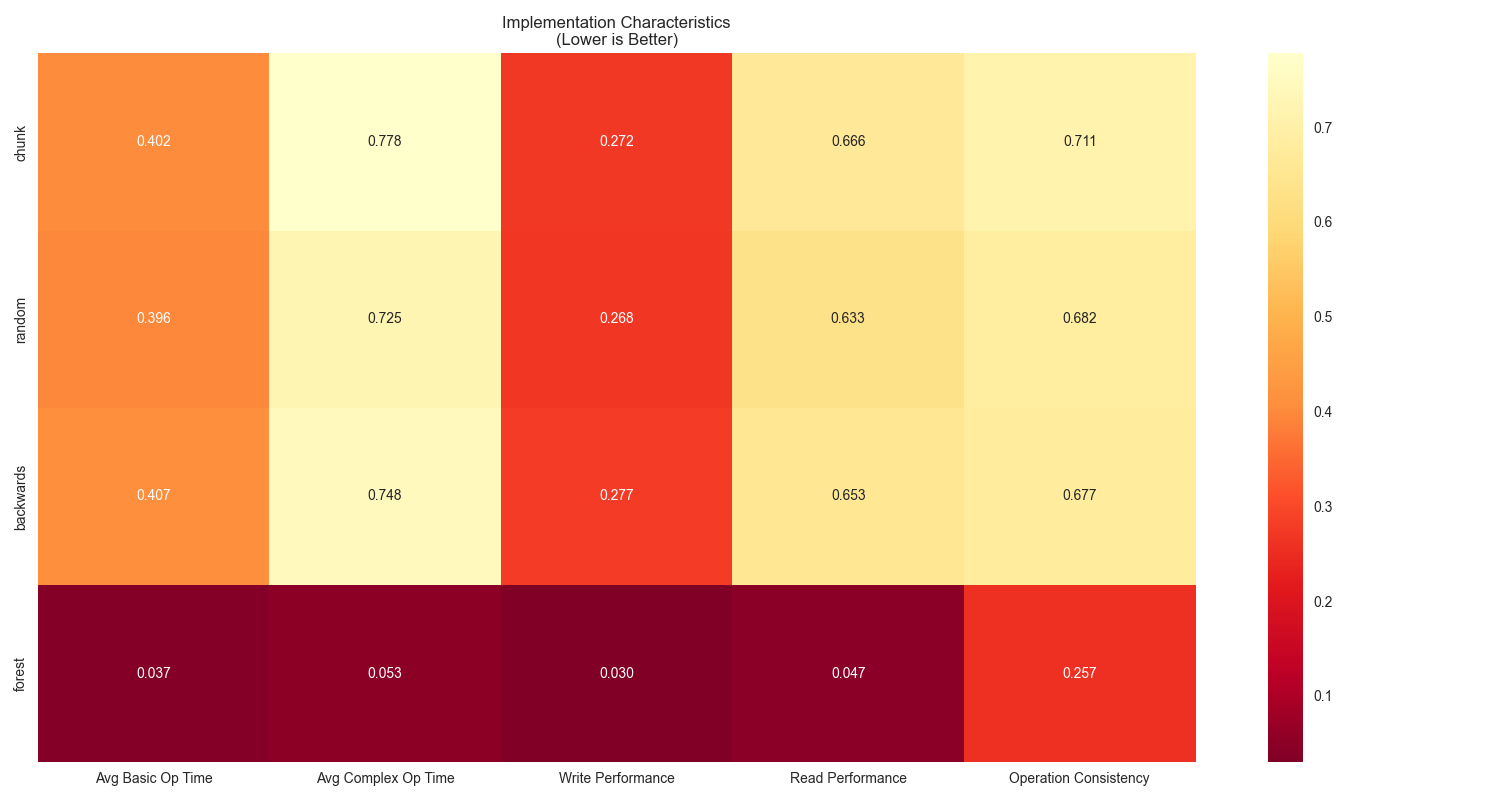 Implementation Characteristics
(Lower is Better)
chunk
0.402
0.778
0.272
0.666
0.711
random
0.396
0.725
0.268
0.633
0.682
backwards
0.407
0.748
0.277
0.653
0.677
forest
0.037
0.053
0.030
0.047
0.257
Avg Basic Op Time
Avg Complex Op Time
Write Performance
Read Performance
Operation Consistency
0.7
0.6
0.5
0.4
0.3
0.2
0.1